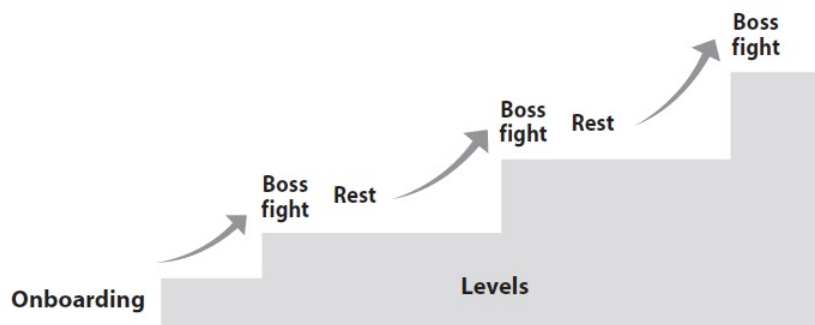 Boss
fight
Boss
fight Rest
Boss
fight Rest
Onboarding
Levels